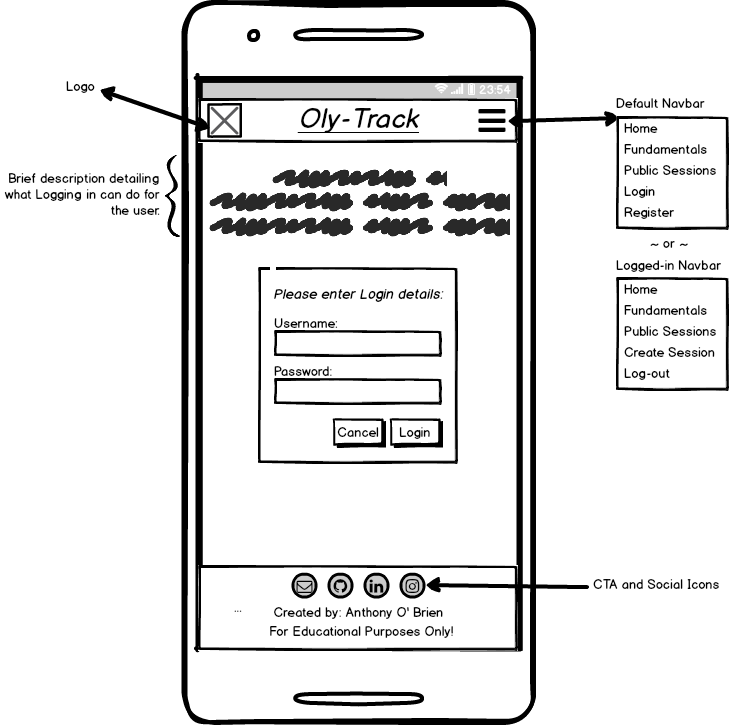 23:54
Logo
Oly-Track
Default Navbar
Home
Fundamentals
Public Sessions
Login
Register
~ or ~
Logged-in Navbar
Home
Fundamentals
Public Sessions
Create Session
Log-out
Brief description detailing
what Logging in can do for
the user.
Please enter Login details:
Username:
Password:
Cancel
Login
in
CTA and Social Icons
...
Created by: Anthony O' Brien
For Educational Purposes Only!